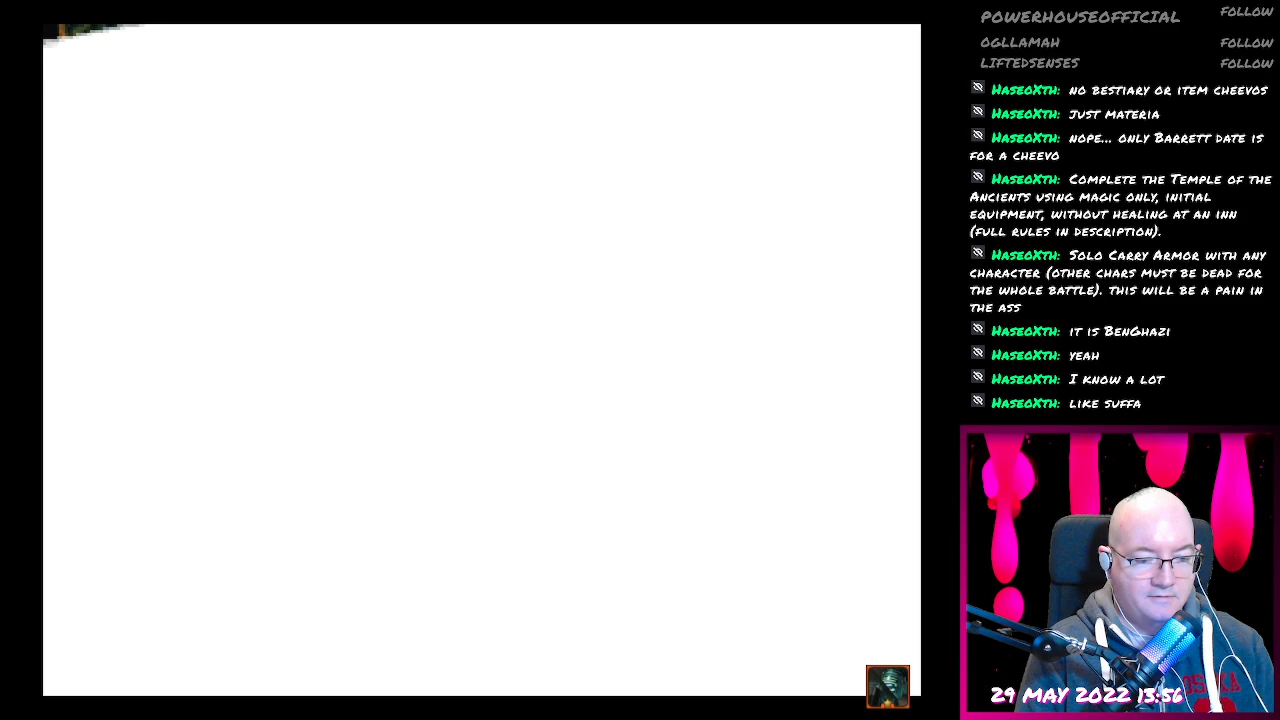 POWERHOUSEOFFICIAL FOLLOW
OGLLAMAH FOLLOW
LIFTEDSENSES FOLLOW
HaseoXth: no bestiary or item cheevos
HaseoXth: just materia
HaseoXth: nope... only Barrett date is
for a cheevo
HaseoXth: Complete the Temple of the
Ancients using magic only, initial
equipment, without healing at an inn
(full rules in description).
HaseoXth: Solo Carry Armor with any
character (other chars must be dead for
the whole battle). this will be a pain in
the ass
HaseoXth: it is BenGhazi
HaseoXth: yeah
HaseoXth: I know a lot
HaseoXth: like suffa
29 MAY 2022 13:50